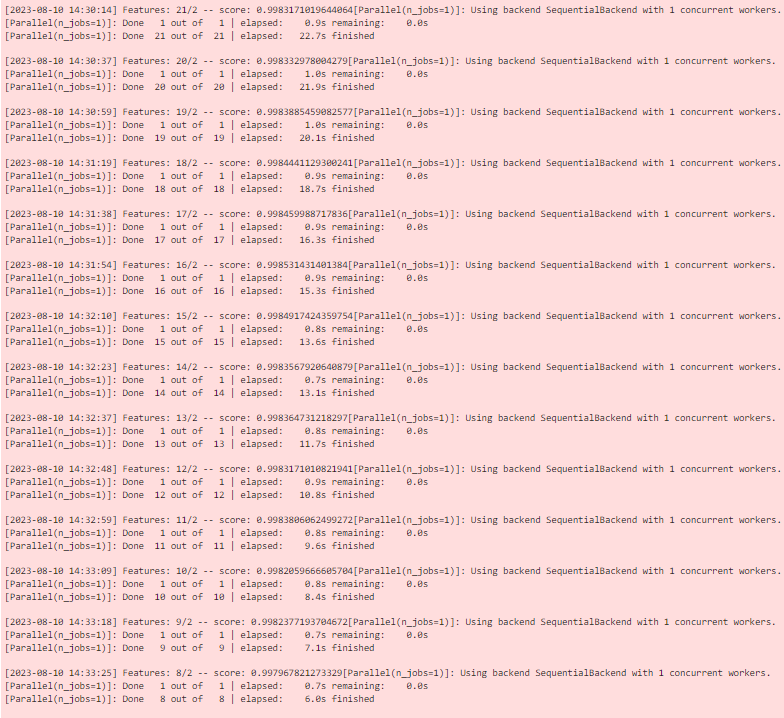 [2023-08-10 14:30:14] Features: 21/2 -- score: 0.9983171019644064[Parallel(n_jobs=1)]: Using backend SequentialBackend with 1 concurrent workers.
[Parallel(n_jobs=1)]: Done   1 out of   1 | elapsed:    0.9s remaining:    0.0s
[Parallel(n_jobs=1)]: Done  21 out of  21 | elapsed:   22.7s finished
[2023-08-10 14:30:37] Features: 20/2 -- score: 0.998332978004279[Parallel(n_jobs=1)]: Using backend SequentialBackend with 1 concurrent workers.
[Parallel(n_jobs=1)]: Done   1 out of   1 | elapsed:    1.0s remaining:    0.0s
[Parallel(n_jobs=1)]: Done  20 out of  20 | elapsed:   21.9s finished
[2023-08-10 14:30:59] Features: 19/2 -- score: 0.9983885459082577[Parallel(n_jobs=1)]: Using backend SequentialBackend with 1 concurrent workers.
[Parallel(n_jobs=1)]: Done   1 out of   1 | elapsed:    1.0s remaining:    0.0s
[Parallel(n_jobs=1)]: Done  19 out of  19 | elapsed:   20.1s finished
[2023-08-10 14:31:19] Features: 18/2 -- score: 0.9984441129300241[Parallel(n_jobs=1)]: Using backend SequentialBackend with 1 concurrent workers.
[Parallel(n_jobs=1)]: Done   1 out of   1 | elapsed:    0.9s remaining:    0.0s
[Parallel(n_jobs=1)]: Done  18 out of  18 | elapsed:   18.7s finished
[2023-08-10 14:31:38] Features: 17/2 -- score: 0.998459988717836[Parallel(n_jobs=1)]: Using backend SequentialBackend with 1 concurrent workers.
[Parallel(n_jobs=1)]: Done   1 out of   1 | elapsed:    0.9s remaining:    0.0s
[Parallel(n_jobs=1)]: Done  17 out of  17 | elapsed:   16.3s finished
[2023-08-10 14:31:54] Features: 16/2 -- score: 0.998531431401384[Parallel(n_jobs=1)]: Using backend SequentialBackend with 1 concurrent workers.
[Parallel(n_jobs=1)]: Done   1 out of   1 | elapsed:    0.9s remaining:    0.0s
[Parallel(n_jobs=1)]: Done  16 out of  16 | elapsed:   15.3s finished
[2023-08-10 14:32:10] Features: 15/2 -- score: 0.9984917424359754[Parallel(n_jobs=1)]: Using backend SequentialBackend with 1 concurrent workers.
[Parallel(n_jobs=1)]: Done   1 out of   1 | elapsed:    0.8s remaining:    0.0s
[Parallel(n_jobs=1)]: Done  15 out of  15 | elapsed:   13.6s finished
[2023-08-10 14:32:23] Features: 14/2 -- score: 0.9983567920640879[Parallel(n_jobs=1)]: Using backend SequentialBackend with 1 concurrent workers.
[Parallel(n_jobs=1)]: Done   1 out of   1 | elapsed:    0.7s remaining:    0.0s
[Parallel(n_jobs=1)]: Done  14 out of  14 | elapsed:   13.1s finished
[2023-08-10 14:32:37] Features: 13/2 -- score: 0.998364731218297[Parallel(n_jobs=1)]: Using backend SequentialBackend with 1 concurrent workers.
[Parallel(n_jobs=1)]: Done   1 out of   1 | elapsed:    0.8s remaining:    0.0s
[Parallel(n_jobs=1)]: Done  13 out of  13 | elapsed:   11.7s finished
[2023-08-10 14:32:48] Features: 12/2 -- score: 0.9983171010821941[Parallel(n_jobs=1)]: Using backend SequentialBackend with 1 concurrent workers.
[Parallel(n_jobs=1)]: Done   1 out of   1 | elapsed:    0.9s remaining:    0.0s
[Parallel(n_jobs=1)]: Done  12 out of  12 | elapsed:   10.8s finished
[2023-08-10 14:32:59] Features: 11/2 -- score: 0.9983806062499272[Parallel(n_jobs=1)]: Using backend SequentialBackend with 1 concurrent workers.
[Parallel(n_jobs=1)]: Done   1 out of   1 | elapsed:    0.8s remaining:    0.0s
[Parallel(n_jobs=1)]: Done  11 out of  11 | elapsed:    9.6s finished
[2023-08-10 14:33:09] Features: 10/2 -- score: 0.9982059666605704[Parallel(n_jobs=1)]: Using backend SequentialBackend with 1 concurrent workers.
[Parallel(n_jobs=1)]: Done   1 out of   1 | elapsed:    0.8s remaining:    0.0s
[Parallel(n_jobs=1)]: Done  10 out of  10 | elapsed:    8.4s finished
[2023-08-10 14:33:18] Features: 9/2 -- score: 0.9982377193704672[Parallel(n_jobs=1)]: Using backend SequentialBackend with 1 concurrent workers.
[Parallel(n_jobs=1)]: Done   1 out of   1 | elapsed:    0.7s remaining:    0.0s
[Parallel(n_jobs=1)]: Done   9 out of   9 | elapsed:    7.1s finished
[2023-08-10 14:33:25] Features: 8/2 -- score: 0.997967821273329[Parallel(n_jobs=1)]: Using backend SequentialBackend with 1 concurrent workers.
[Parallel(n_jobs=1)]: Done   1 out of   1 | elapsed:    0.7s remaining:    0.0s
[Parallel(n_jobs=1)]: Done   8 out of   8 | elapsed:    6.0s finished